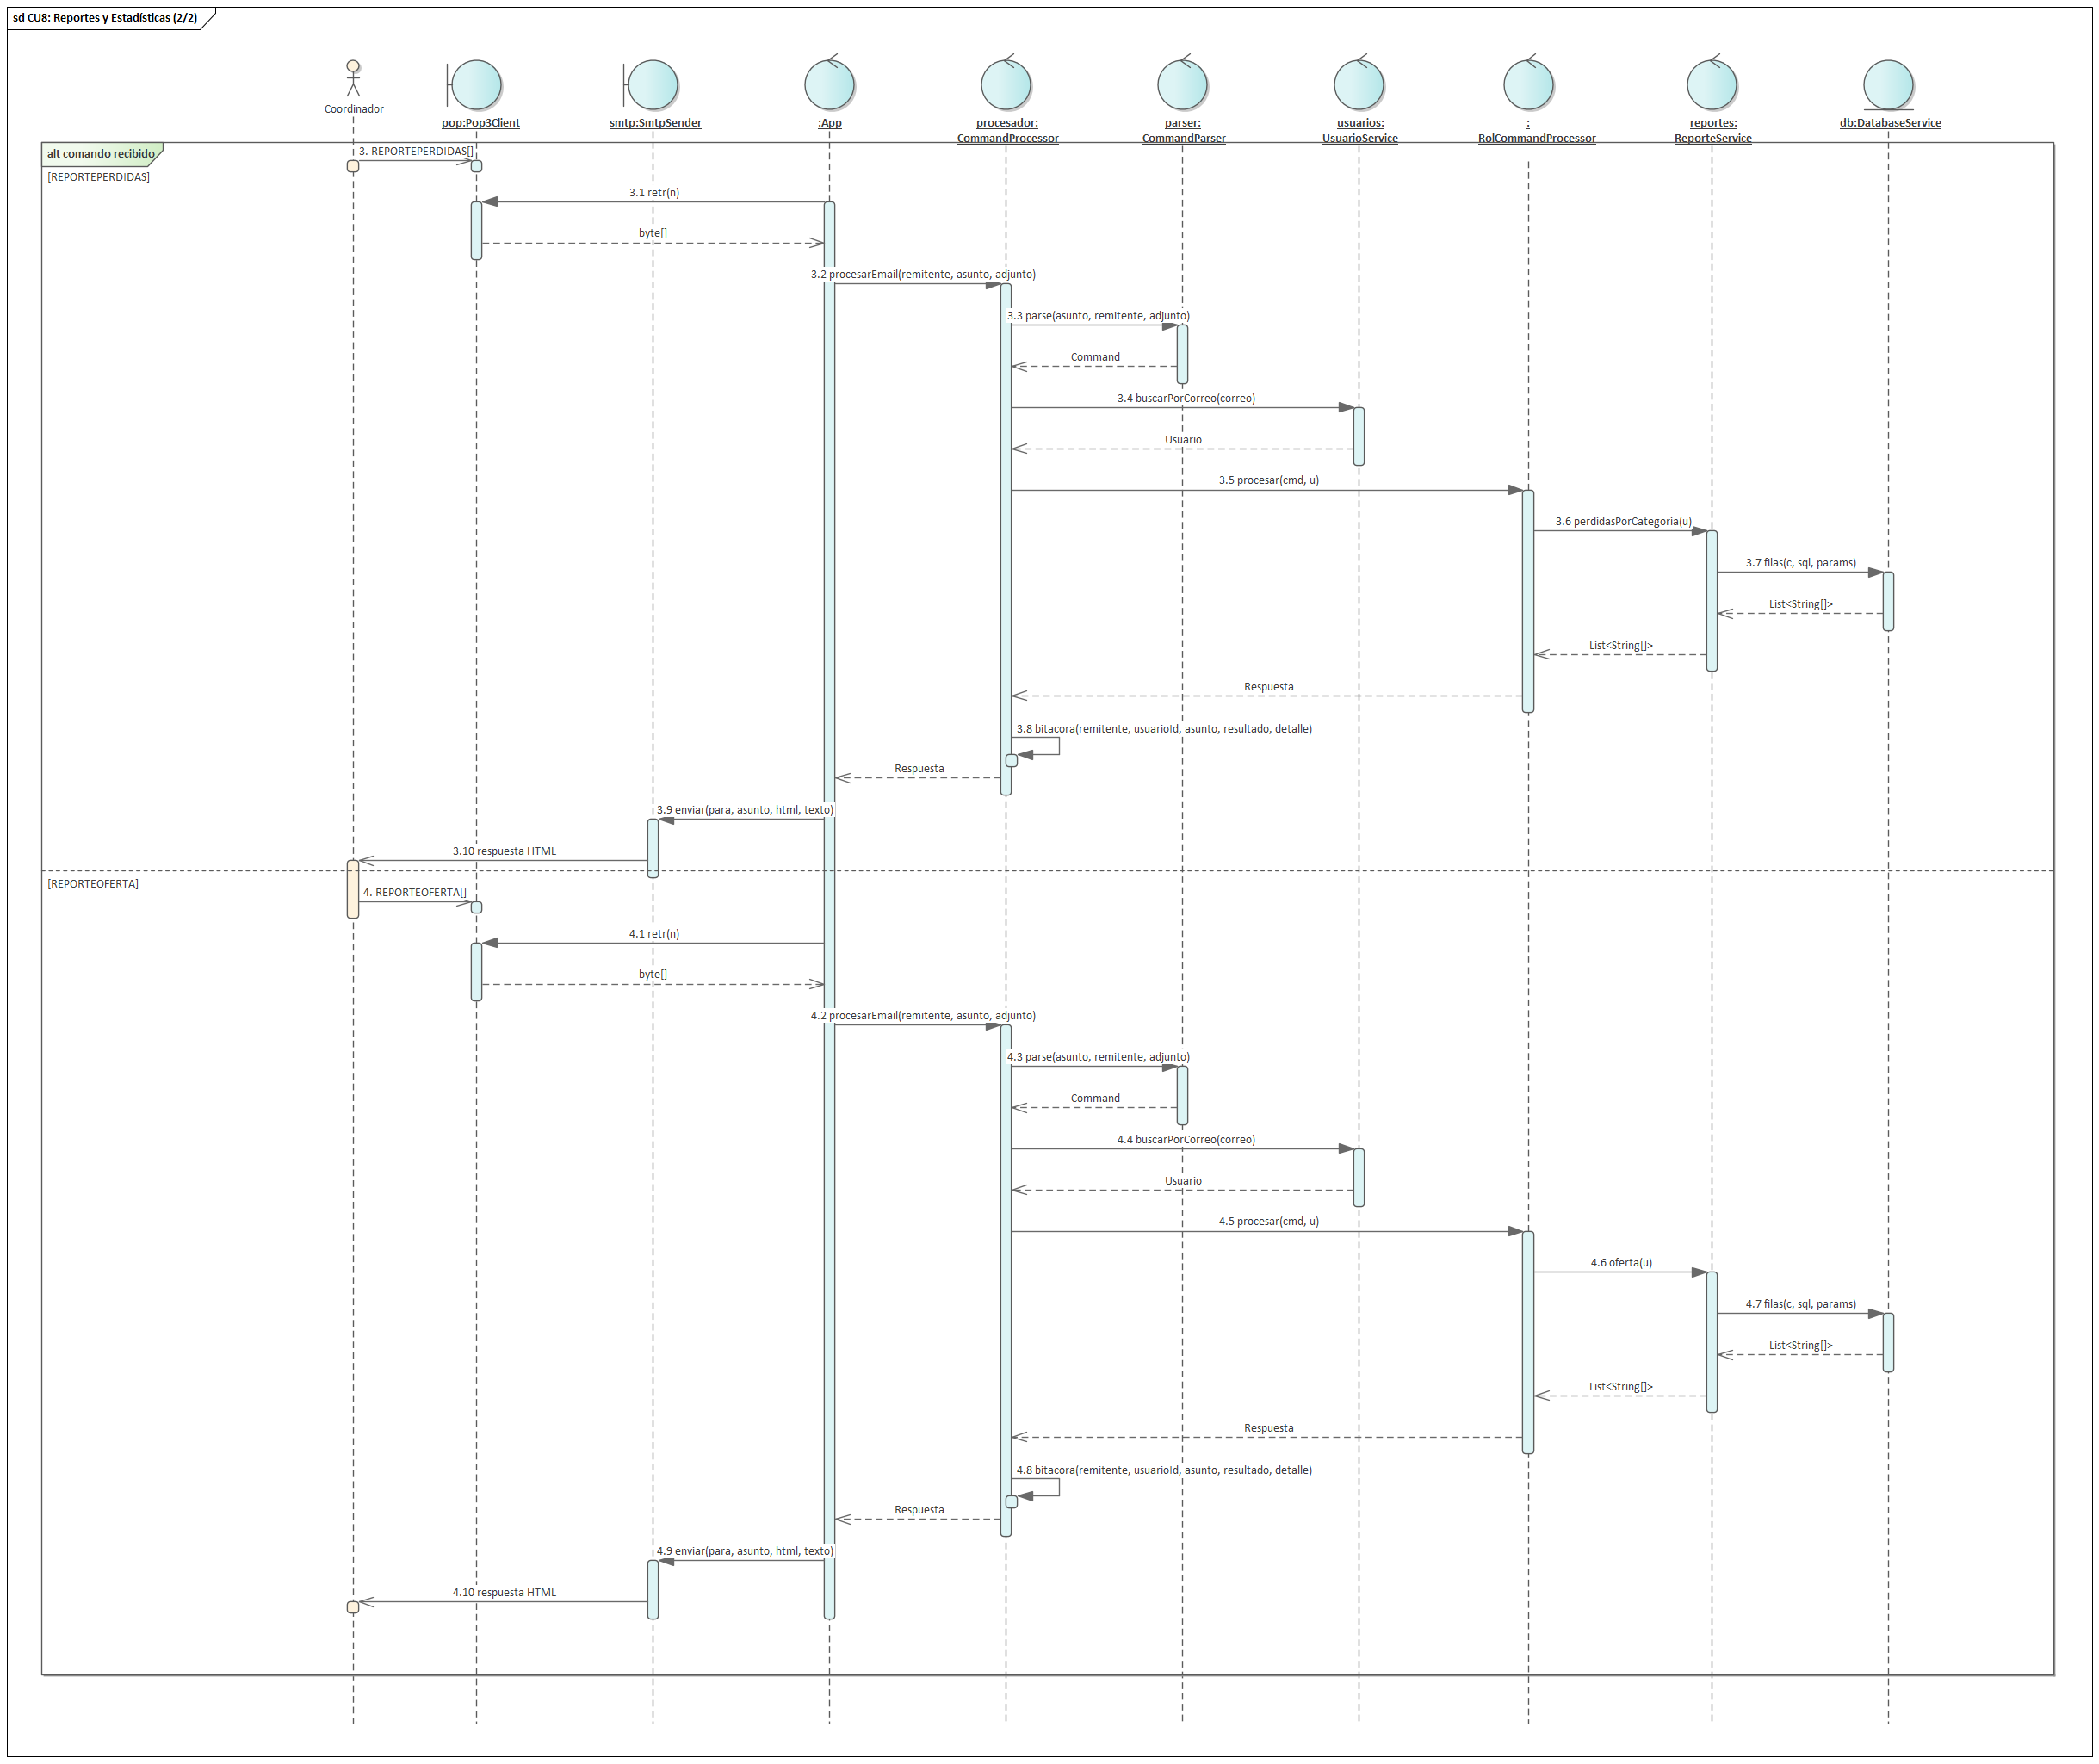 sd CU8: Reportes y Estadísticas (2/2)
Coordinador
pop:Pop3Client
smtp:SmtpSender
:App
procesador:
CommandProcessor
parser:
CommandParser
usuarios:
UsuarioService
:
RolCommandProcessor
reportes:
ReporteService
db:DatabaseService
alt comando recibido
3. REPORTEPERDIDAS[]
[REPORTEPERDIDAS]
3.1 retr(n)
byte[]
3.2 procesarEmail(remitente, asunto, adjunto)
3.3 parse(asunto, remitente, adjunto)
Command
3.4 buscarPorCorreo(correo)
Usuario
3.5 procesar(cmd, u)
3.6 perdidasPorCategoria(u)
3.7 filas(c, sql, params)
List<String[]>
List<String[]>
Respuesta
3.8 bitacora(remitente, usuarioId, asunto, resultado, detalle)
Respuesta
3.9 enviar(para, asunto, html, texto)
3.10 respuesta HTML
[REPORTEOFERTA]
4. REPORTEOFERTA[]
4.1 retr(n)
byte[]
4.2 procesarEmail(remitente, asunto, adjunto)
4.3 parse(asunto, remitente, adjunto)
Command
4.4 buscarPorCorreo(correo)
Usuario
4.5 procesar(cmd, u)
4.6 oferta(u)
4.7 filas(c, sql, params)
List<String[]>
List<String[]>
Respuesta
4.8 bitacora(remitente, usuarioId, asunto, resultado, detalle)
Respuesta
4.9 enviar(para, asunto, html, texto)
4.10 respuesta HTML